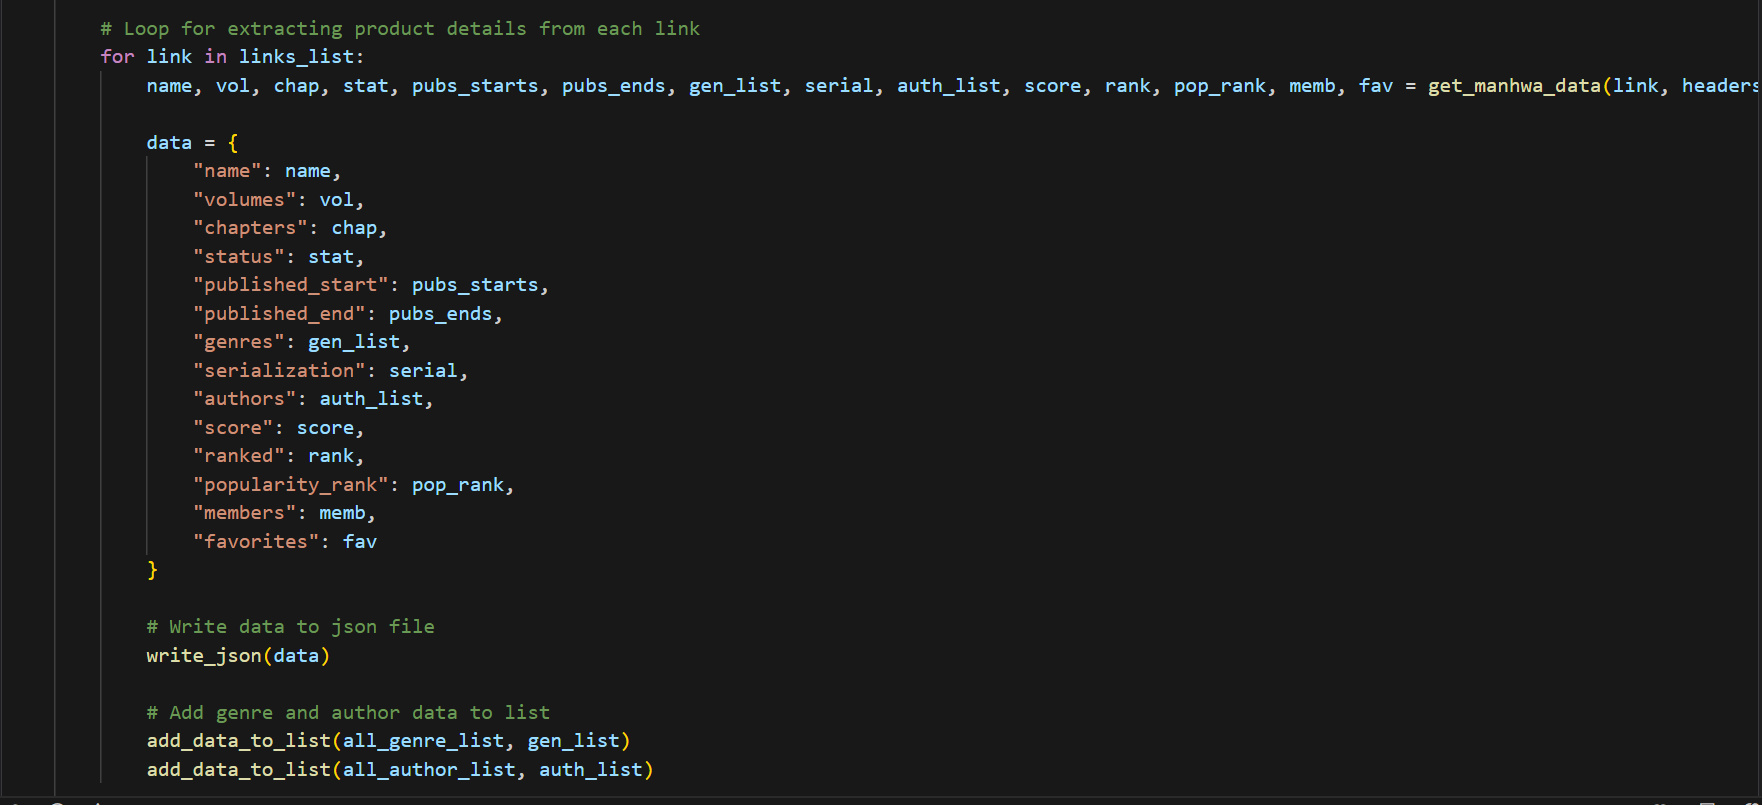 # Loop for extracting product details from each link
for link in links_list:
name, vol, chap, stat, pubs_starts, pubs_ends, gen_list, serial, auth_list, score, rank, pop_rank, memb, fav = get_manhwa_data(link, headers
data = {
"name": name,
"volumes": vol,
"chapters": chap,
"status": stat,
"published_start": pubs_starts,
"published_end": pubs_ends,
"genres": gen_list,
"serialization": serial,
"authors": auth_list,
"score": score,
"ranked": rank,
"popularity_rank": pop_rank,
"members": memb,
"favorites": fav
}
# Write data to json file
write_json(data)
# Add genre and author data to list
add_data_to_list(all_genre_list, gen_list)
add_data_to_list(all_author_list, auth_list)